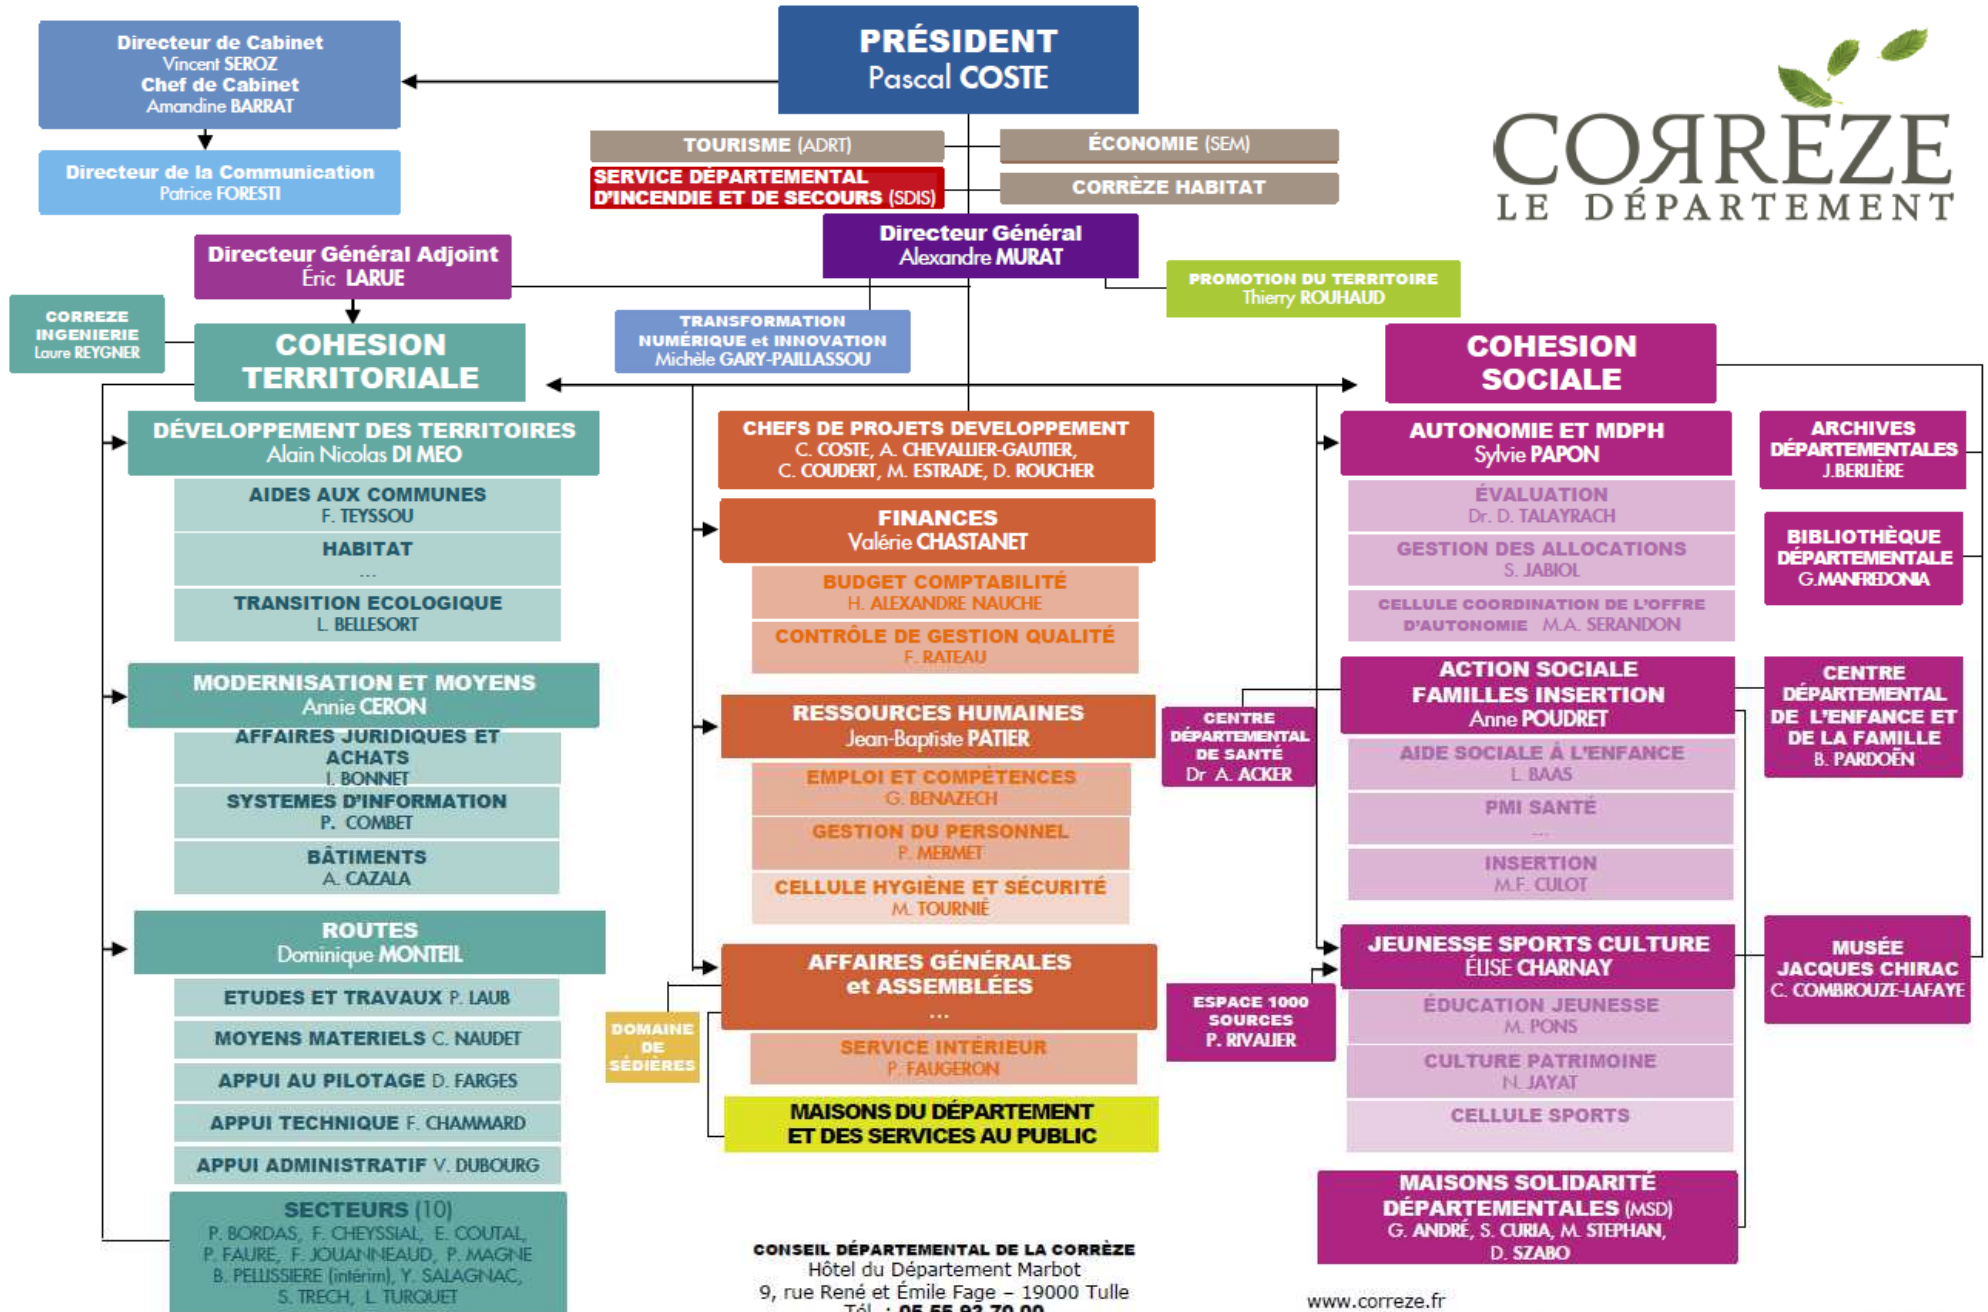 Directeur de Cabinet
Vincent SEROZ
Chef de Cabinet
Amandine BARRAT
Directeur de la Communication
Patrice FORESTI
PRÉSIDENT
Pascal COSTE
TOURISME (ADRT)
ÉCONOMIE (SEM)
SERVICE DÉPARTEMENTAL
D'INCENDIE ET DE SECOURS (SDIS)
CORRÈZE HABITAT
CORRÈZE
LE DÉPARTEMENT
Directeur Général
Alexandre MURAT
Directeur Général Adjoint
Éric LARUE
PROMOTION DU TERRITOIRE
Thierry ROUHAUD
TRANSFORMATION
NUMÉRIQUE et INNOVATION
Michèle GARY-PAILLASSOU
CORREZE
INGENIERIE
Laure REYGNER
COHESION
TERRITORIALE
DÉVELOPPEMENT DES TERRITOIRES
Alain Nicolas DI MEO
AIDES AUX COMMUNES
F. TEYSSOU
HABITAT
...
TRANSITION ECOLOGIQUE
L. BELLESORT
MODERNISATION ET MOYENS
Annie CERON
AFFAIRES JURIDIQUES ET
ACHATS
I. BONNET
SYSTEMES D'INFORMATION
P. COMBET
BÂTIMENTS
A. CAZALA
ROUTES
Dominique MONTEIL
ETUDES ET TRAVAUX P. LAUB
MOYENS MATERIELS C. NAUDET
APPUI AU PILOTAGE D. FARGES
APPUI TECHNIQUE F. CHAMMARD
APPUI ADMINISTRATIF V. DUBOURG
SECTEURS (10)
P. BORDAS, F. CHEYSSIAL, E. COUTAL,
P. FAURE, F. JOUANNEAUD, P. MAGNE
B. PELLISSIERE (intérim), Y. SALAGNAC,
S. TRECH, L. TURQUET
CHEFS DE PROJETS DEVELOPPEMENT
C. COSTE, A. CHEVALLIER-GAUTIER,
C. COUDERT, M. ESTRADE, D. ROUCHER
FINANCES
Valérie CHASTANET
BUDGET COMPTABILITÉ
H. ALEXANDRE NAUCHE
CONTRÔLE DE GESTION QUALITÉ
F. RATEAU
RESSOURCES HUMAINES
Jean-Baptiste PATIER
EMPLOI ET COMPÉTENCES
G. BENAZECH
GESTION DU PERSONNEL
P. MERMET
CELLULE HYGIÈNE ET SÉCURITÉ
M. TOURNIÉ
AFFAIRES GÉNÉRALES
et ASSEMBLÉES
...
DOMAINE
DE
SÉDIÈRES
SERVICE INTÉRIEUR
P. FAUGERON
MAISONS DU DÉPARTEMENT
ET DES SERVICES AU PUBLIC
COHESION
SOCIALE
AUTONOMIE ET MDPH
Sylvie PAPON
ÉVALUATION
Dr. D. TALAYRACH
GESTION DES ALLOCATIONS
S. JABIOL
CELLULE COORDINATION DE L'OFFRE
D'AUTONOMIE M.A. SERANDON
ACTION SOCIALE
FAMILLES INSERTION
Anne POUDRET
CENTRE
DÉPARTEMENTAL
DE SANTÉ
Dr A. ACKER
AIDE SOCIALE À L'ENFANCE
L. BAAS
PMI SANTÉ
...
INSERTION
M.F. CULOT
JEUNESSE SPORTS CULTURE
ÉLISE CHARNAY
ESPACE 1000
SOURCES
P. RIVALIER
ÉDUCATION JEUNESSE
M. PONS
CULTURE PATRIMOINE
N. JAYAT
CELLULE SPORTS
MAISONS SOLIDARITÉ
DÉPARTEMENTALES (MSD)
G. ANDRÉ, S. CURIA, M. STEPHAN,
D. SZABO
ARCHIVES
DÉPARTEMENTALES
J.BERLIÈRE
BIBLIOTHÈQUE
DÉPARTEMENTALE
G.MANFREDONIA
CENTRE
DÉPARTEMENTAL
DE L'ENFANCE ET
DE LA FAMILLE
B. PARDOËN
MUSÉE
JACQUES CHIRAC
C. COMBROUZE-LAFAYE
CONSEIL DÉPARTEMENTAL DE LA CORRÈZE
Hôtel du Département Marbot
9, rue René et Émile Fage – 19000 Tulle
Tél. : 05 55 93 70 00
www.correze.fr